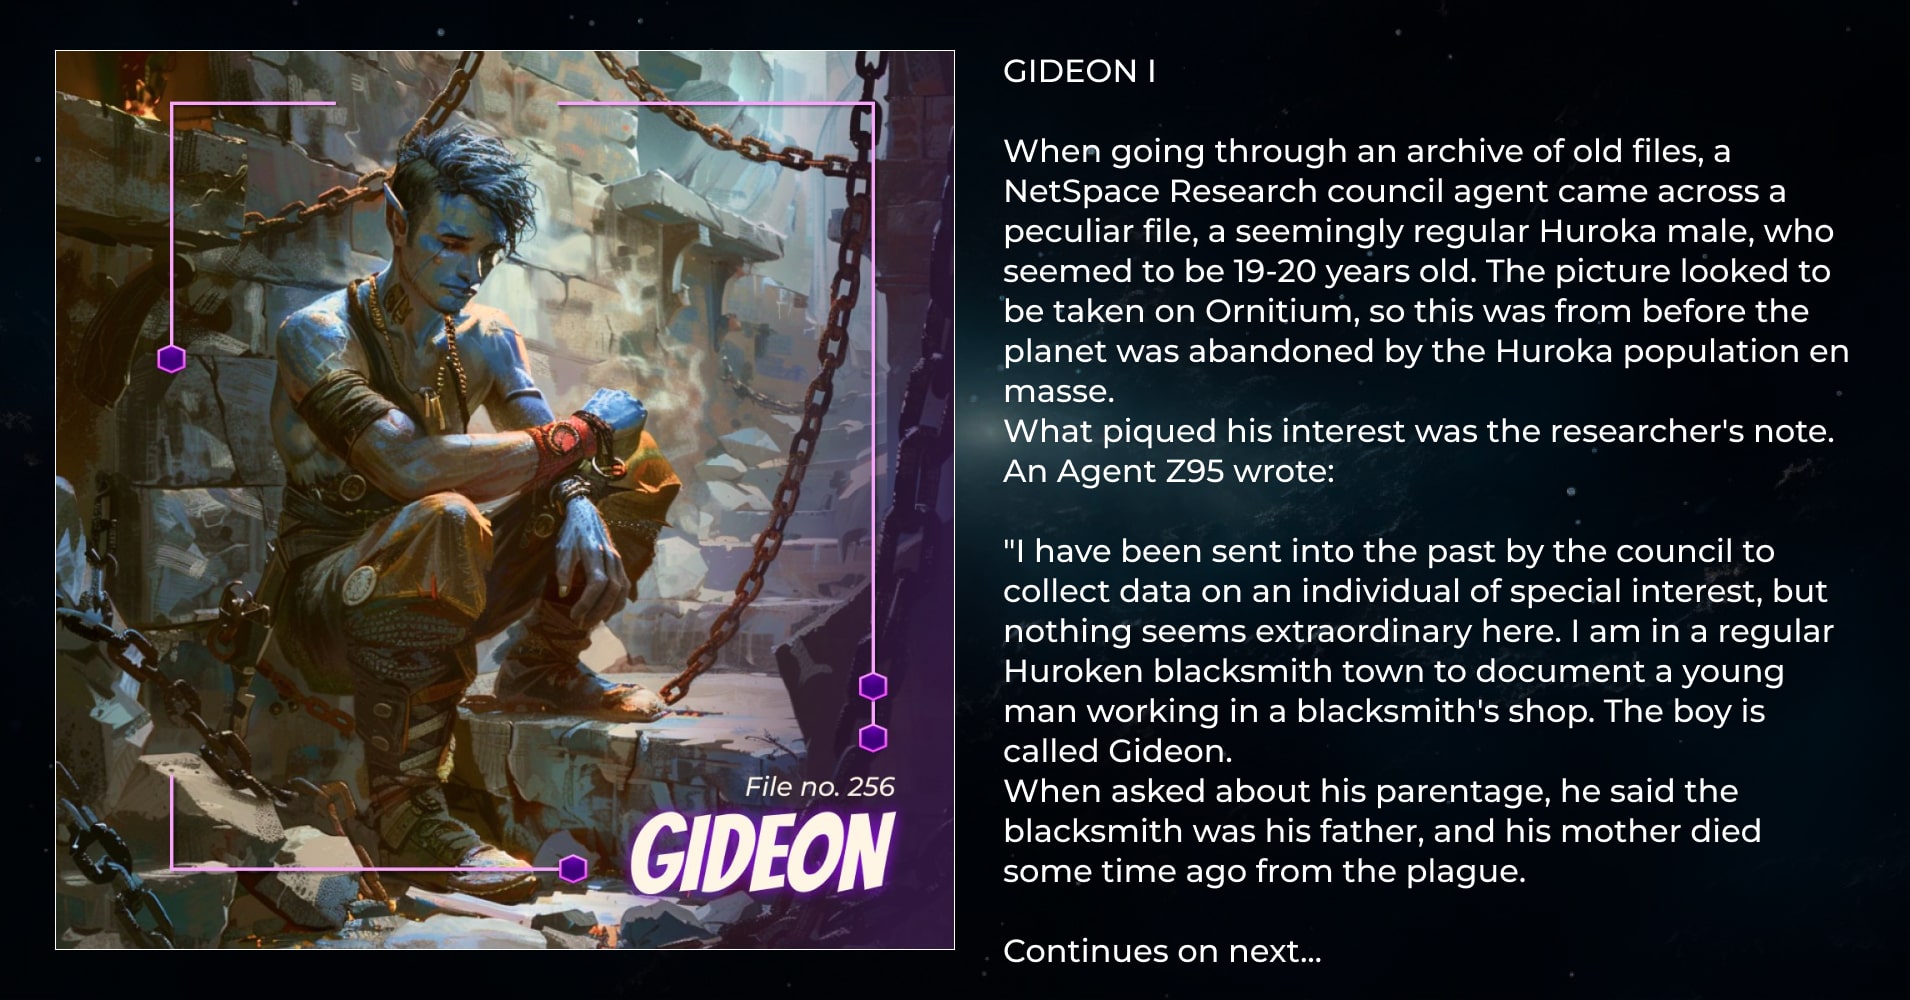 File no. 256
GIDEON
GIDEON I
When going through an archive of old files, a
NetSpace Research council agent came across a
peculiar file, a seemingly regular Huroka male, who
seemed to be 19-20 years old. The picture looked to
be taken on Ornitium, so this was from before the
planet was abandoned by the Huroka population en
masse.
What piqued his interest was the researcher's note.
An Agent Z95 wrote:
"I have been sent into the past by the council to
collect data on an individual of special interest, but
nothing seems extraordinary here. I am in a regular
Huroken blacksmith town to document a young
man working in a blacksmith's shop. The boy is
called Gideon.
When asked about his parentage, he said the
blacksmith was his father, and his mother died
some time ago from the plague.
Continues on next...